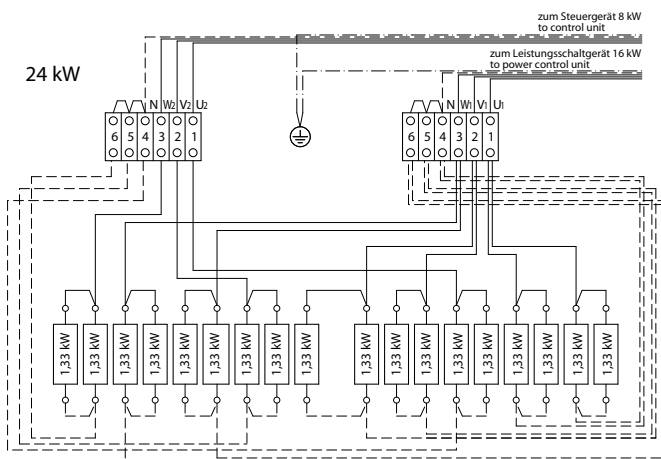 zum Steuergerät 8 kW
to control unit
zum Leistungsschaltgerät 16 kW
to power control unit
24 kW
N W2 V2 U2
N W1 V1 U1
6 5 4 3 2 1
6 5 4 3 2 1
1,33 kW 1,33 kW 1,33 kW 1,33 kW 1,33 kW 1,33 kW 1,33 kW 1,33 kW 1,33 kW 1,33 kW 1,33 kW 1,33 kW 1,33 kW 1,33 kW 1,33 kW 1,33 kW 1,33 kW 1,33 kW